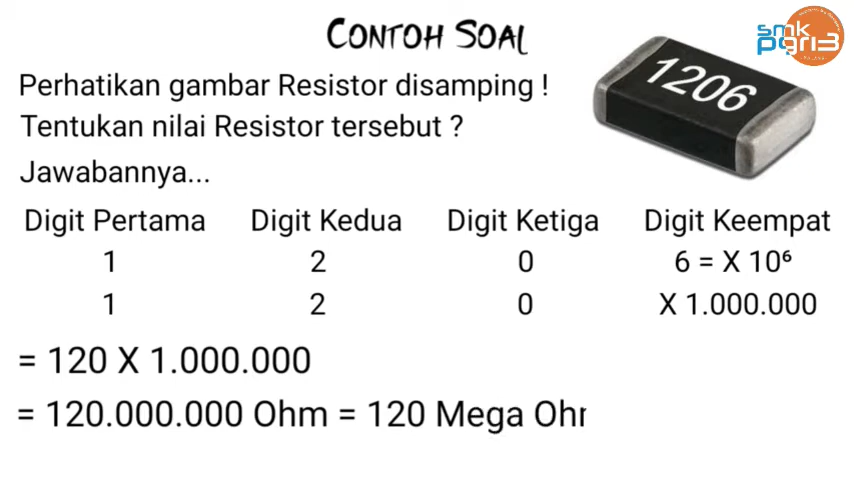 CONTOH SOAL
smk
pgri3
1206
Perhatikan gambar Resistor disamping !
Tentukan nilai Resistor tersebut ?
Jawabannya...
Digit Pertama Digit Kedua Digit Ketiga Digit Keempat
1 2 0 6 = X 10⁶
1 2 0 X 1.000.000
= 120 X 1.000.000
= 120.000.000 Ohm = 120 Mega Ohr